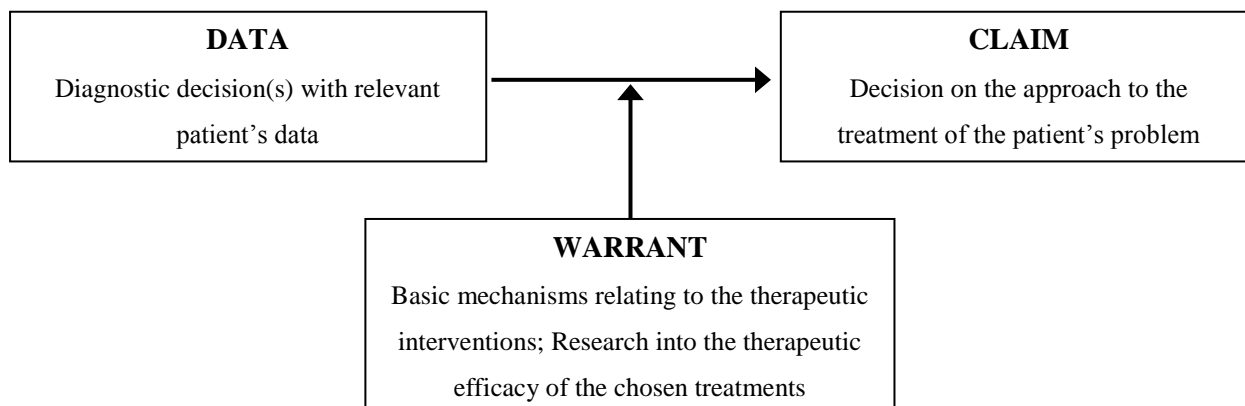 DATA
Diagnostic decision(s) with relevant
patient’s data
CLAIM
Decision on the approach to the
treatment of the patient’s problem
WARRANT
Basic mechanisms relating to the therapeutic
interventions; Research into the therapeutic
efficacy of the chosen treatments